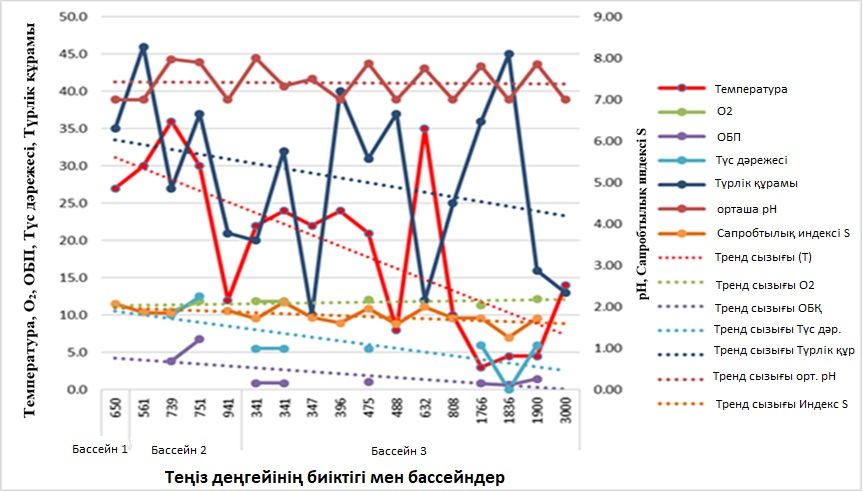 Температура, O₂, ОБП, Түс дәрежесі, Түрлік құрамы
50.0
45.0
40.0
35.0
30.0
25.0
20.0
15.0
10.0
5.0
0.0
9.00
8.00
7.00
6.00
5.00
4.00
3.00
2.00
1.00
0.00
pH, Сапробтылық индексі S
650 561 739 751 941 341 341 347 396 475 488 632 808 1766 1836 1900 3000
Бассейн 1 Бассейн 2 Бассейн 3
Теңіз деңгейінің биіктігі мен бассейндер
Температура
O2
ОБП
Түс дәрежесі
Түрлік құрамы
орташа pH
Сапробтылық индексі S
Тренд сызығы (Т)
Тренд сызығы O2
Тренд сызығы ОБҚ
Тренд сызығы Түс дәр.
Тренд сызығы Түрлік құр
Тренд сызығы орт. pH
Тренд сызығы Индекс S